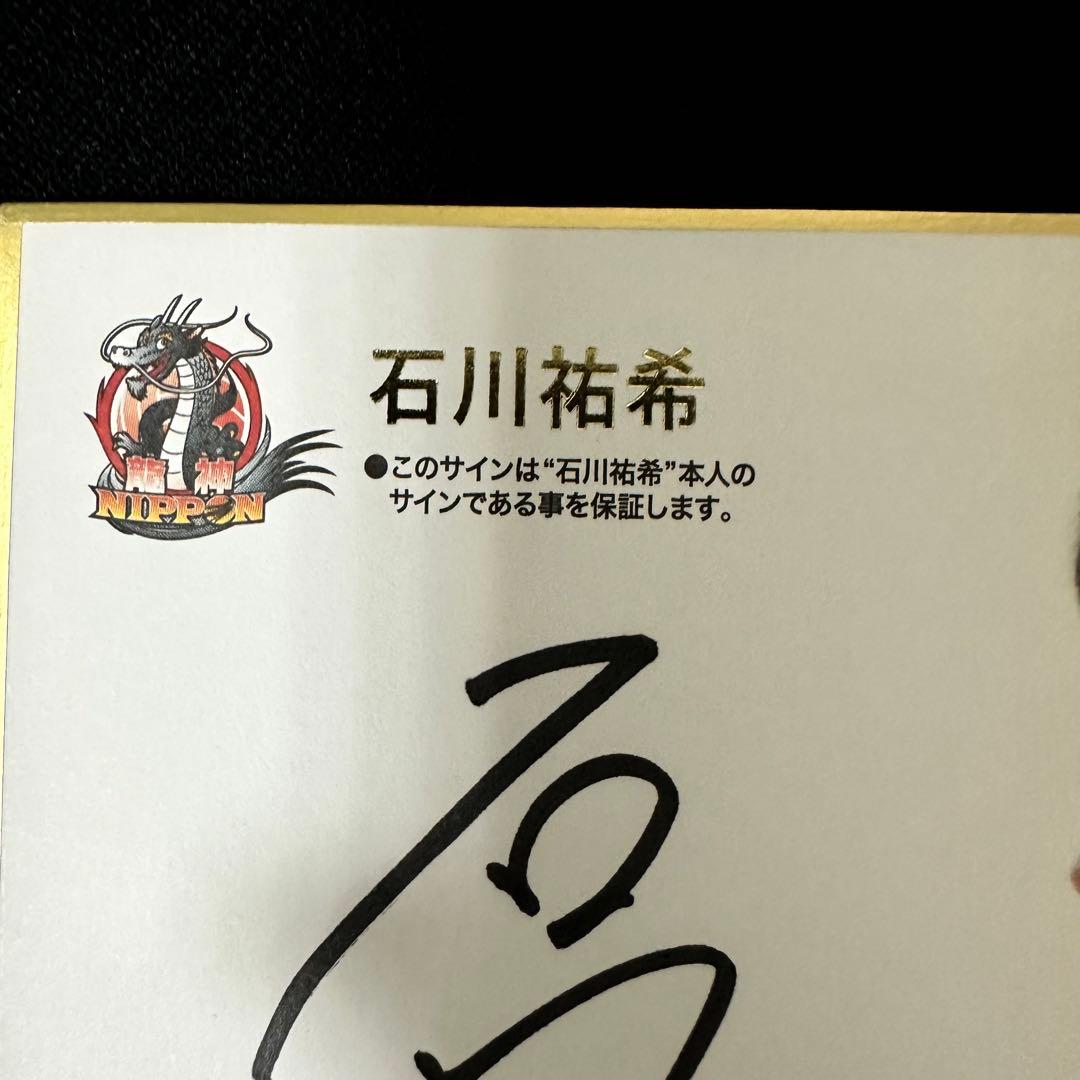 石川祐希
●このサインは“石川祐希”本人の
サインである事を保証します。
龍神
NIPPON